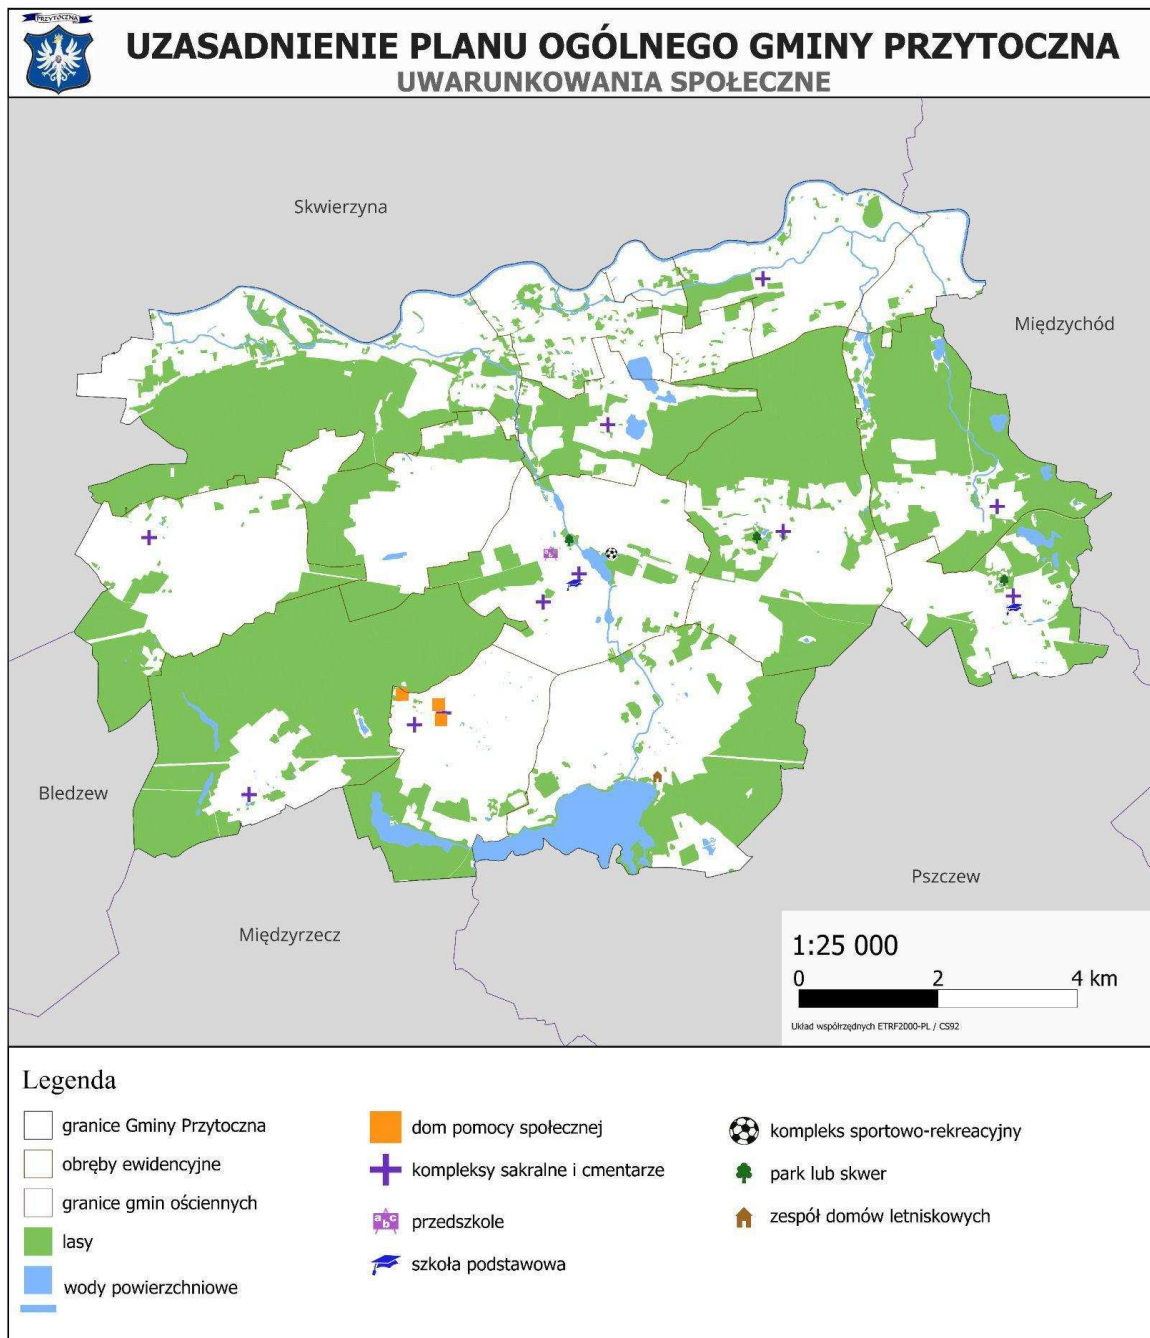 PRZYTOCZNA
UZASADNIENIE PLANU OGÓLNEGO GMINY PRZYTOCZNA
UWARUNKOWANIA SPOŁECZNE
Skwierzyna
Międzychód
Bledzew
Pszczew
Międzyrzecz
1:25 000
0 2 4 km
Układ współrzędnych ETRF2000-PL / CS92
Legenda
granice Gminy Przytoczna
obręby ewidencyjne
granice gmin ościennych
lasy
wody powierzchniowe
dom pomocy społecznej
kompleksy sakralne i cmentarze
a b c
przedszkole
szkoła podstawowa
kompleks sportowo-rekreacyjny
park lub skwer
zespół domów letniskowych